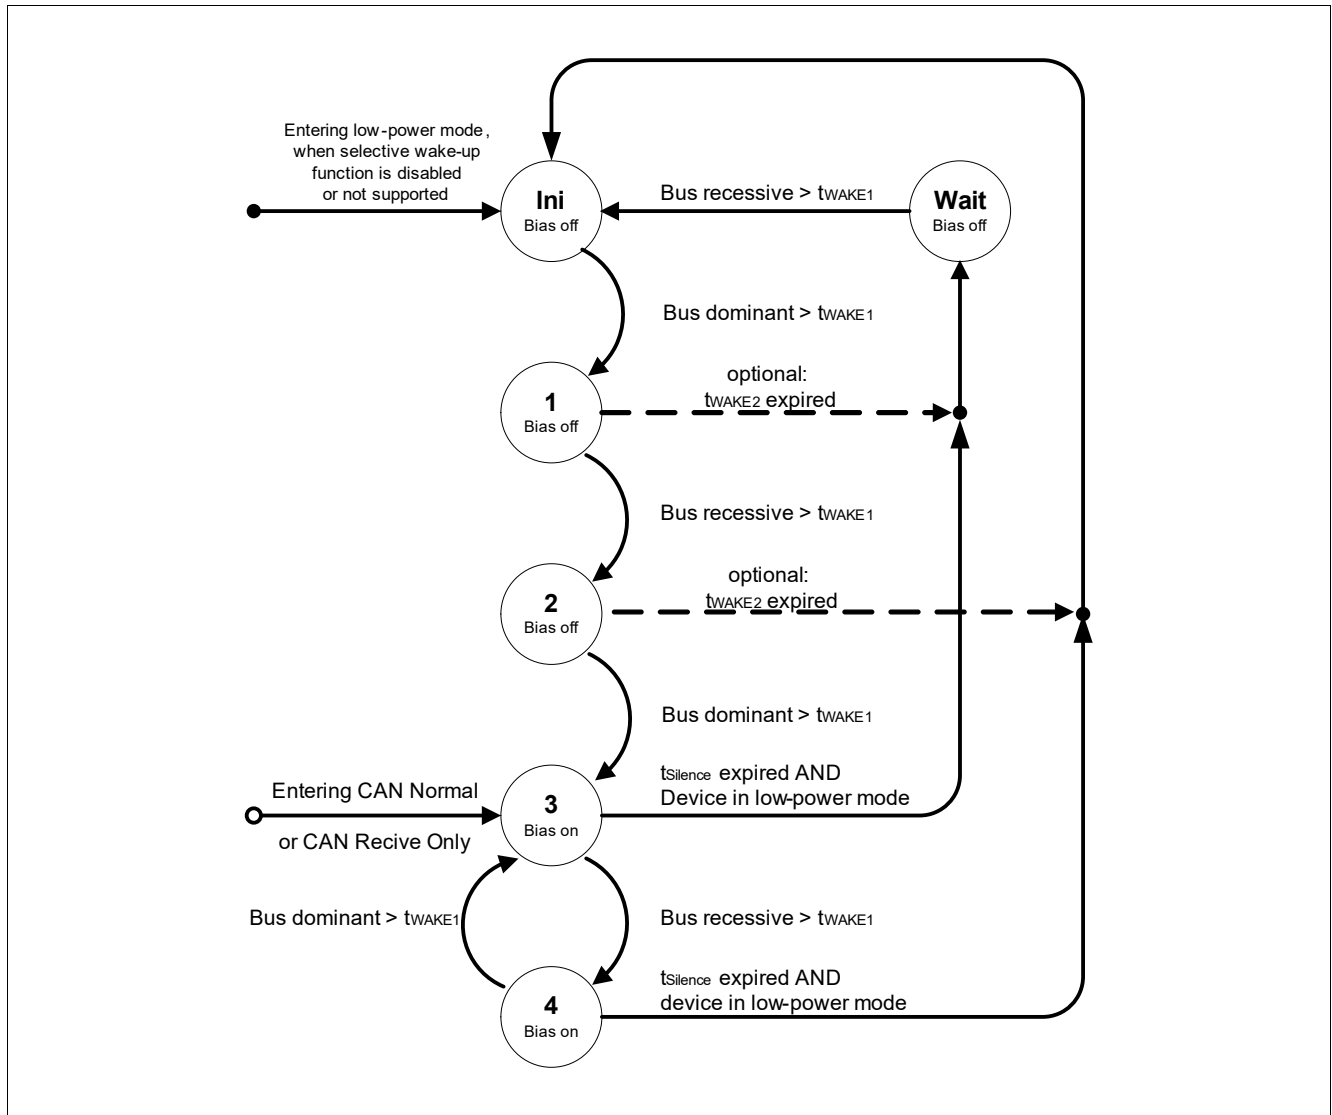 Entering low-power mode,
when selective wake-up
function is disabled
or not supported
Ini
Bias off
Bus recessive > tWAKE1
Wait
Bias off
Bus dominant > tWAKE1
1
Bias off
optional:
tWAKE2 expired
Bus recessive > tWAKE1
2
Bias off
optional:
tWAKE2 expired
Bus dominant > tWAKE1
Entering CAN Normal
or CAN Recive Only
3
Bias on
tSilence expired AND
Device in low-power mode
Bus dominant > tWAKE1
Bus recessive > tWAKE1
4
Bias on
tSilence expired AND
device in low-power mode